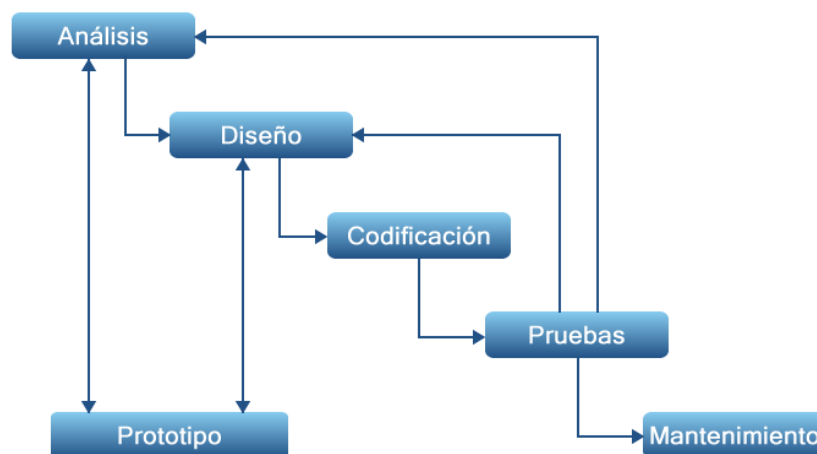 Análisis
Diseño
Codificación
Pruebas
Prototipo
Mantenimiento